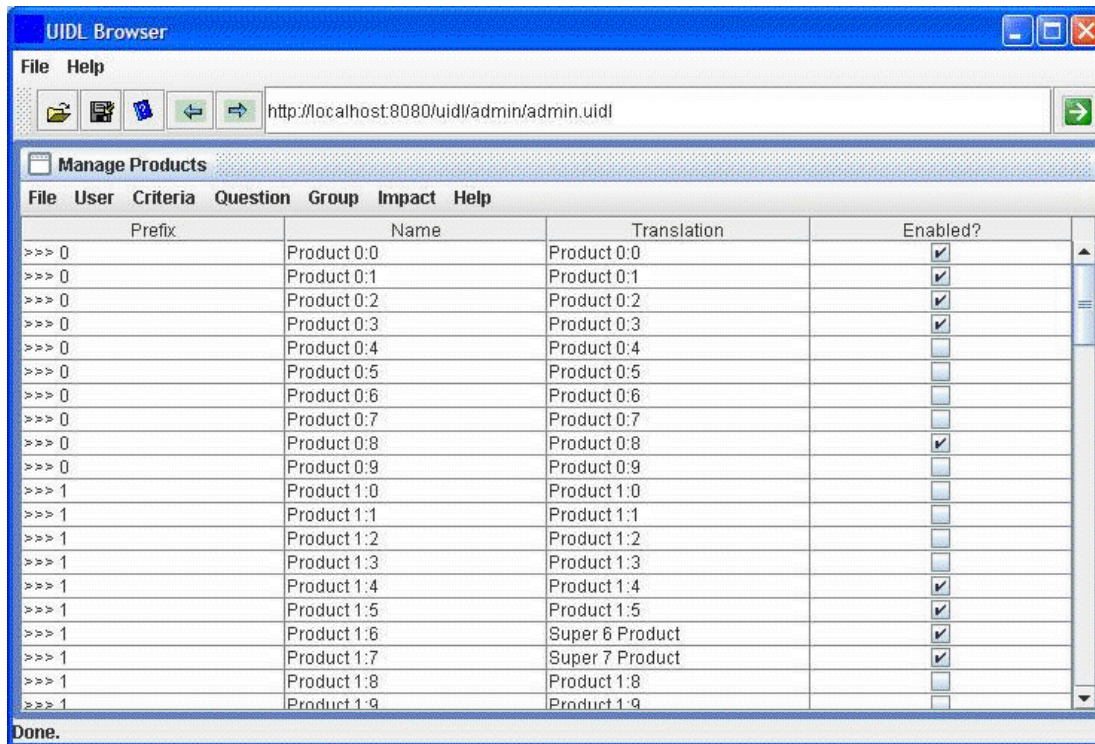 UIDL Browser
File Help
http://localhost:8080/uidl/admin/admin.uidl
Manage Products
File User Criteria Question Group Impact Help
Prefix Name Translation Enabled?
>>> 0 Product 0:0 Product 0:0
>>> 0 Product 0:1 Product 0:1
>>> 0 Product 0:2 Product 0:2
>>> 0 Product 0:3 Product 0:3
>>> 0 Product 0:4 Product 0:4
>>> 0 Product 0:5 Product 0:5
>>> 0 Product 0:6 Product 0:6
>>> 0 Product 0:7 Product 0:7
>>> 0 Product 0:8 Product 0:8
>>> 0 Product 0:9 Product 0:9
>>> 1 Product 1:0 Product 1:0
>>> 1 Product 1:1 Product 1:1
>>> 1 Product 1:2 Product 1:2
>>> 1 Product 1:3 Product 1:3
>>> 1 Product 1:4 Product 1:4
>>> 1 Product 1:5 Product 1:5
>>> 1 Product 1:6 Super 6 Product
>>> 1 Product 1:7 Super 7 Product
>>> 1 Product 1:8 Product 1:8
>>> 1 Product 1:9 Product 1:9
Done.